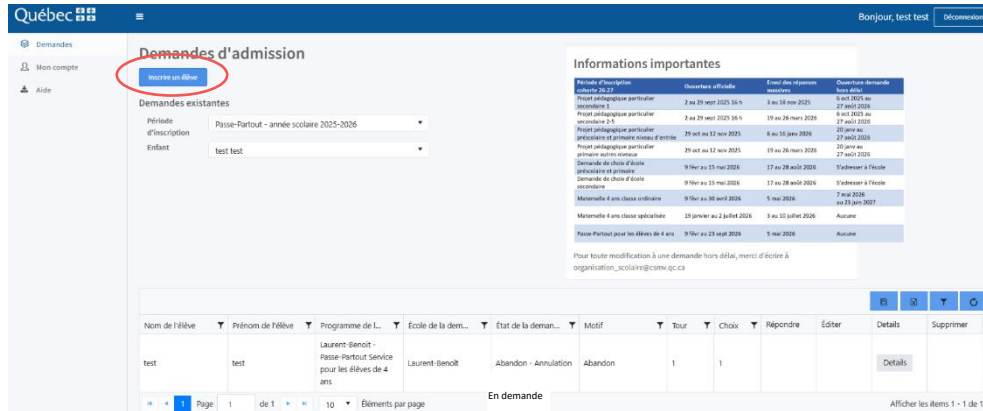 Québec
Bonjour, test test
Déconnexion
Demandes
Mon compte
Aide
Demandes d'admission
Inscrire un élève
Demandes existantes
Période d'inscription
Passe-Partout - année scolaire 2025-2026
Enfant
test test
Informations importantes
Période d'inscription cohorte 26-27 Ouverture officielle Envoi des réponses massives Ouverture demande hors délai
Projet pédagogique particulier secondaire 1 2 au 29 sept 2025 16 h 3 au 18 nov 2025 6 oct 2025 au 27 août 2026
Projet pédagogique particulier secondaire 2-5 2 au 29 sept 2025 16 h 19 au 26 mars 2026 6 oct 2025 au 27 août 2026
Projet pédagogique particulier préscolaire et primaire niveau d'entrée 29 oct au 12 nov 2025 6 au 16 janv 2026 20 janv au 27 août 2026
Projet pédagogique particulier primaire autres niveaux 29 oct au 12 nov 2025 19 au 26 mars 2026 20 janv au 27 août 2026
Demande de choix d'école préscolaire et primaire 9 févr au 15 mai 2026 17 au 28 août 2026 S'adresser à l'école
Demande de choix d'école secondaire 9 févr au 15 mai 2026 17 au 28 août 2026 S'adresser à l'école
Maternelle 4 ans classe ordinaire 9 févr au 30 avril 2026 5 mai 2026 7 mai 2026 au 23 juin 2027
Maternelle 4 ans classe spécialisée 19 janvier au 2 juillet 2026 3 au 10 juillet 2026 Aucune
Passe-Partout pour les élèves de 4 ans 9 févr au 23 sept 2026 5 mai 2026 Aucune
Pour toute modification à une demande hors délai, merci d'écrire à
organisation_scolaire@csmv.qc.ca
Nom de l'élève Prénom de l'élève Programme de l... École de la dem... État de la deman... Motif Tour Choix Répondre Éditer Details Supprimer
test test Laurent-Benoit - Passe-Partout Service pour les élèves de 4 ans Laurent-Benoît Abandon - Annulation Abandon 1 1 Details
1 Page 1 de 1 10 Éléments par page
En demande
Afficher les items 1 - 1 de 1